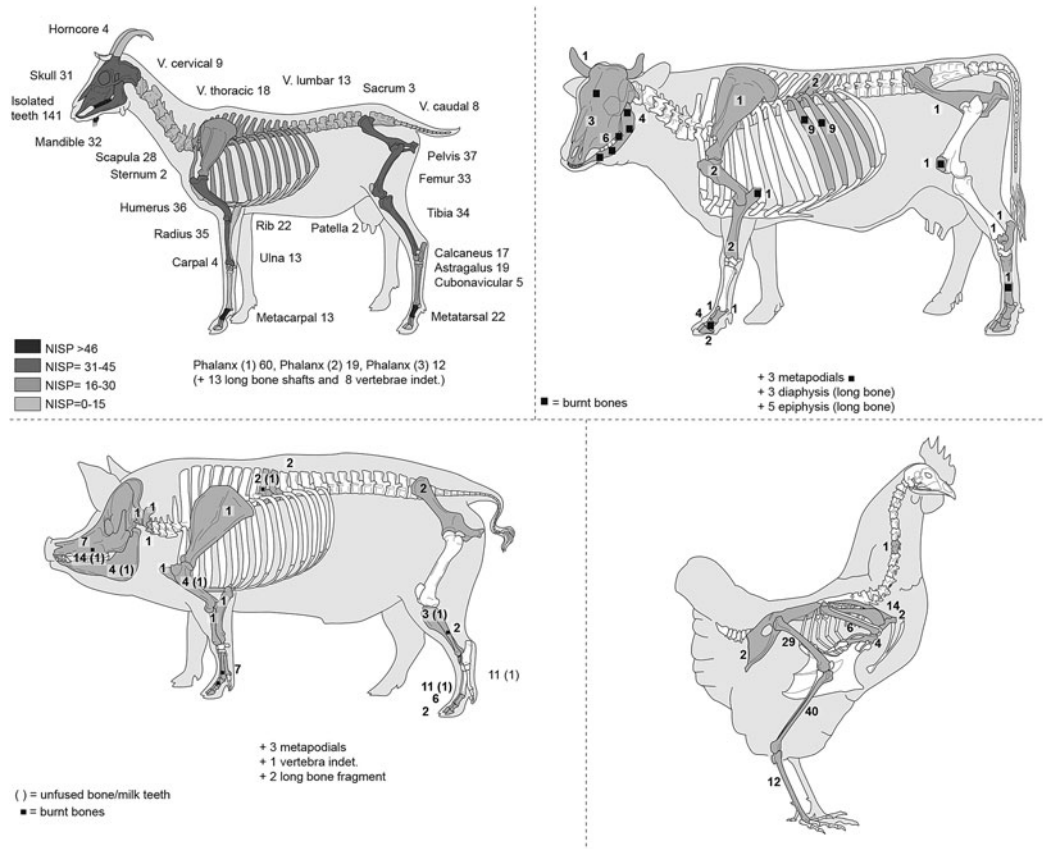 Horncore 4
V. cervical 9
Skull 31
V. lumbar 13
V. thoracic 18
Sacrum 3
Isolated
teeth 141
V. caudal 8
Mandible 32
Scapula 28
Sternum 2
Pelvis 37
Femur 33
Humerus 36
Tibia 34
Rib 22
Patella 2
Radius 35
Ulna 13
Carpal 4
Calcaneus 17
Astragalus 19
Cubonavicular 5
Metacarpal 13
Metatarsal 22
NISP >46
NISP= 31-45
NISP= 16-30
NISP=0-15
Phalanx (1) 60, Phalanx (2) 19, Phalanx (3) 12
(+ 13 long bone shafts and 8 vertebrae indet.)
1
2
1
1
4
3
6
9
9
2
1
1
1
2
1
1
1
4
2
+ 3 metapodials ■
+ 3 diaphysis (long bone)
+ 5 epiphysis (long bone)
■ = burnt bones
2
2 (1)
2
1
1
1
1
7
14 (1)
4 (1)
1
4 (1)
1
1
3 (1)
2
7
11 (1)
11 (1)
6
2
+ 3 metapodials
+ 1 vertebra indet.
+ 2 long bone fragment
( ) = unfused bone/milk teeth
■ = burnt bones
1
14
2
6
4
29
2
40
12